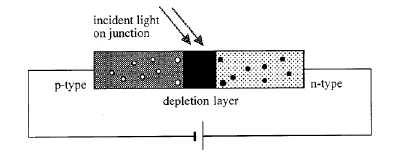 incident light
on junction
p-type
n-type
depletion layer